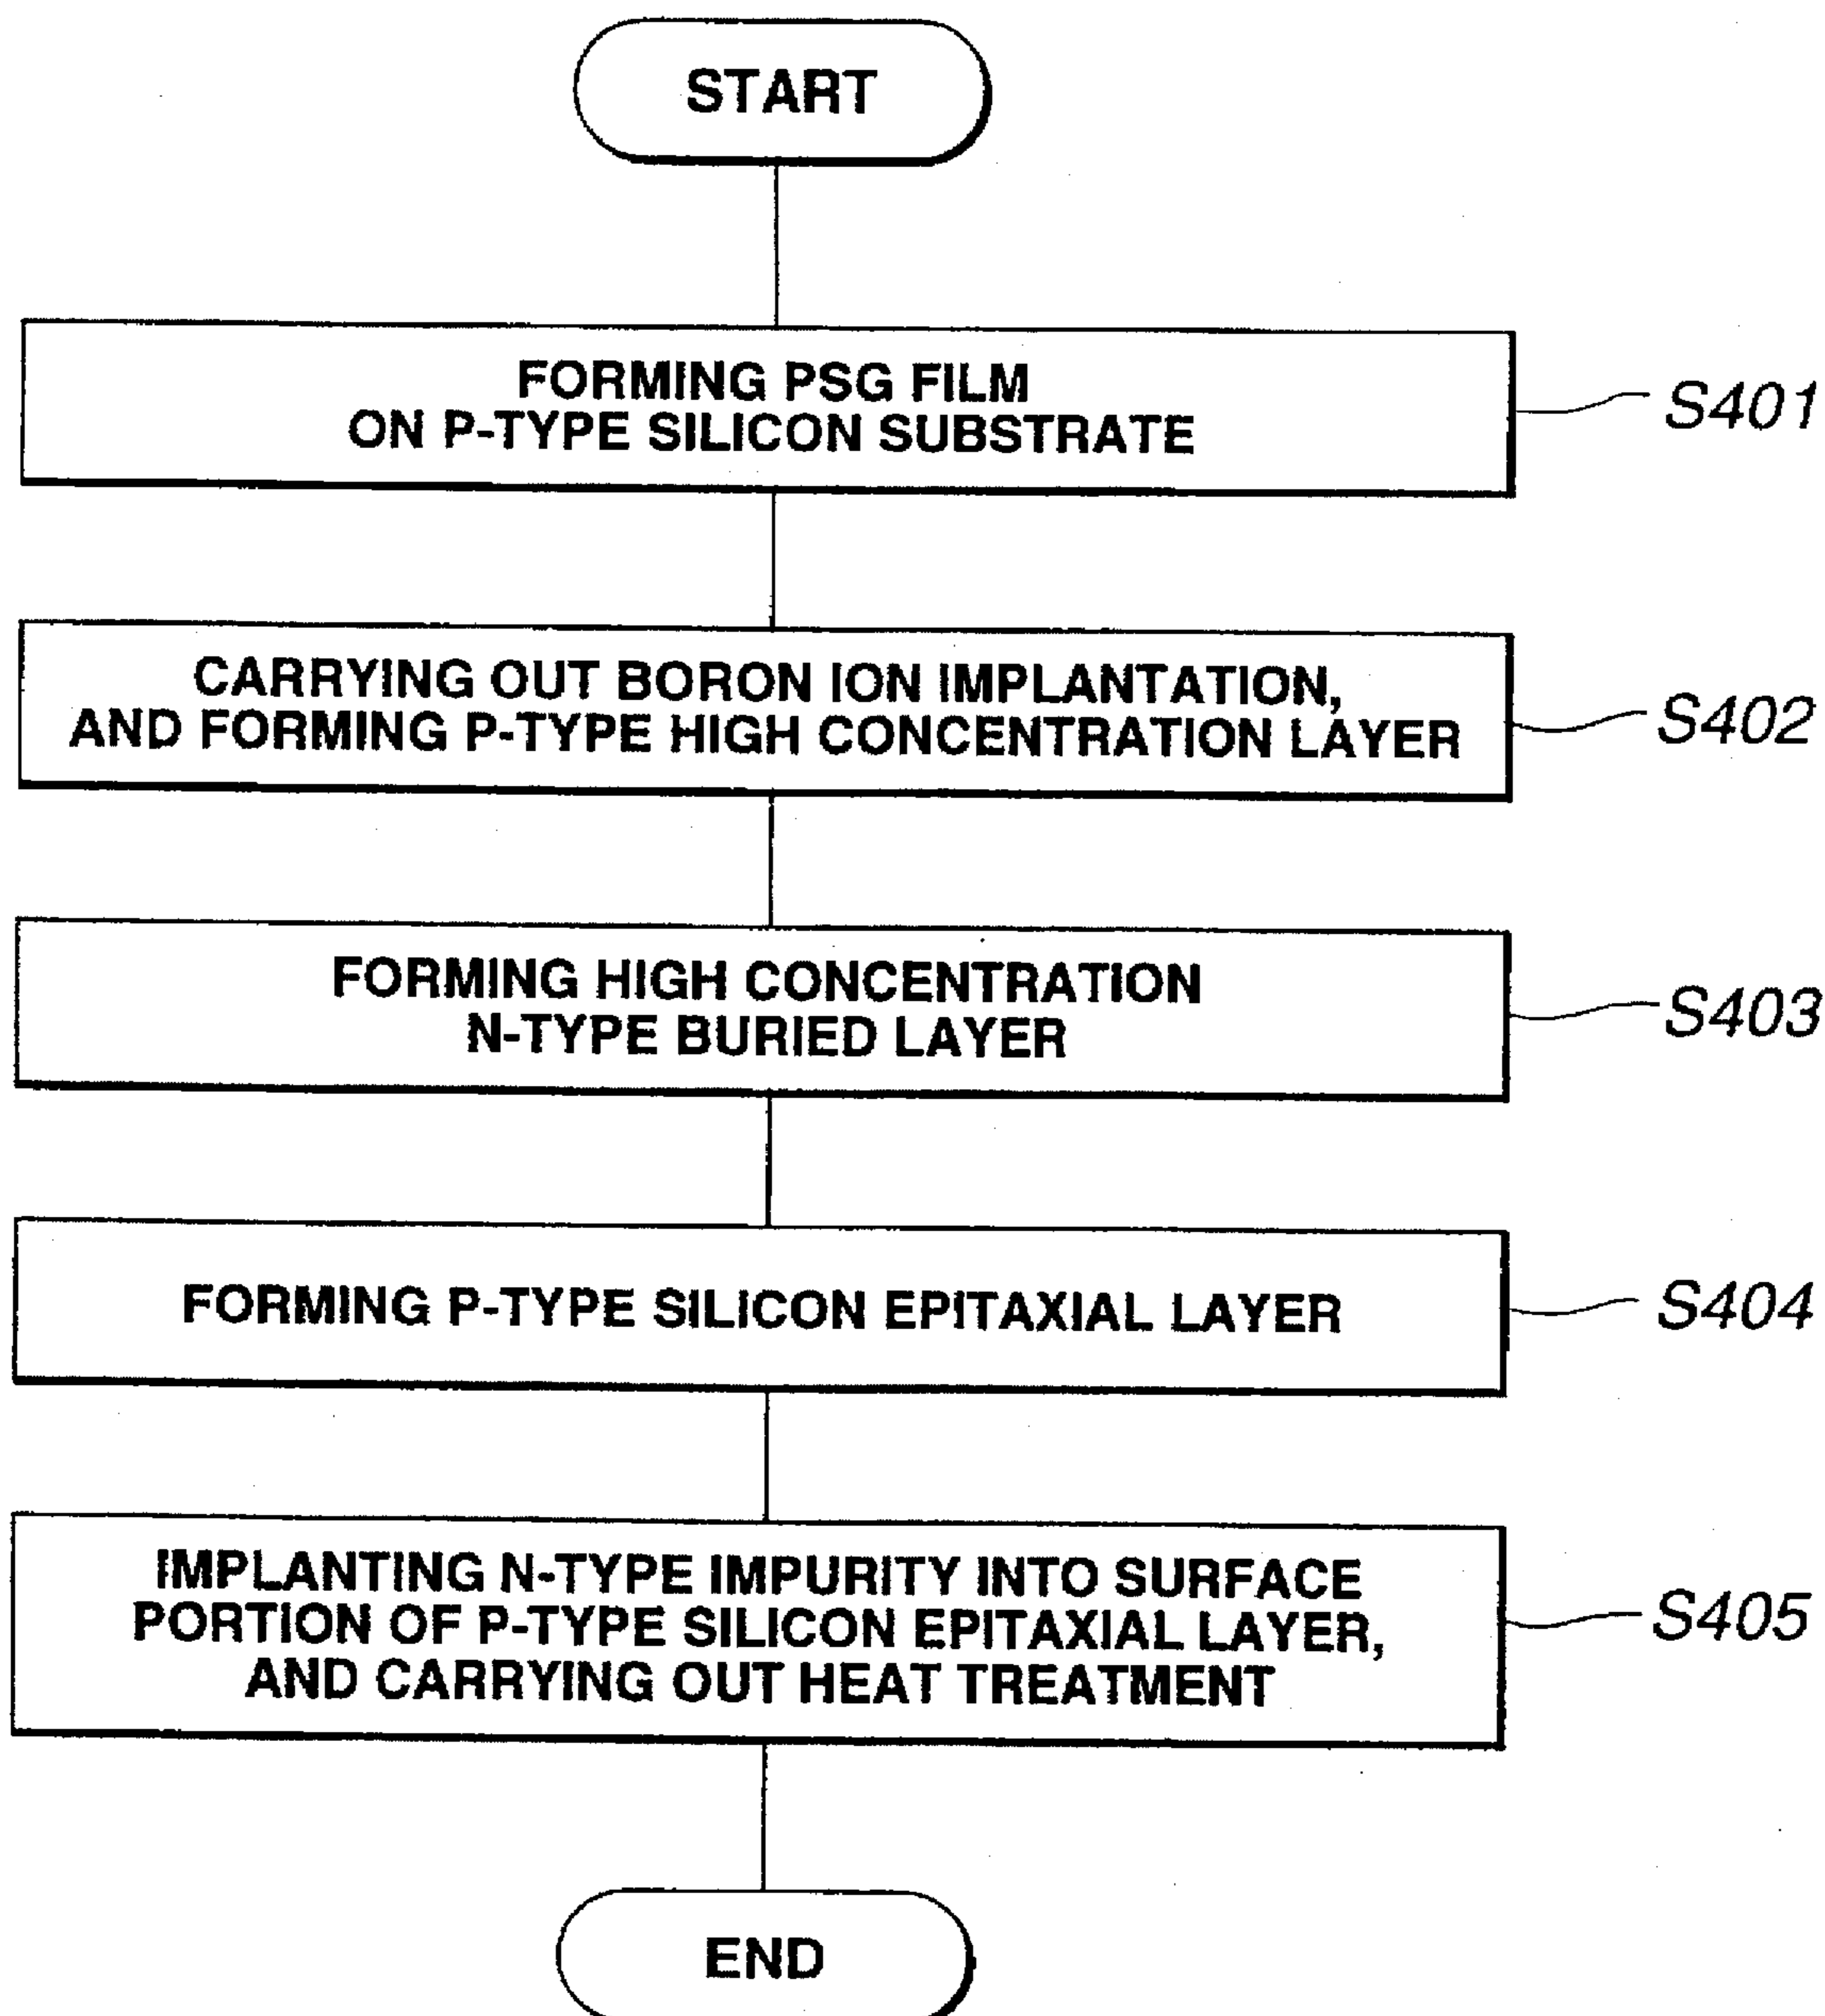 START
FORMING PSG FILM
ON P-TYPE SILICON SUBSTRATE
S401
CARRYING OUT BORON ION IMPLANTATION,
AND FORMING P-TYPE HIGH CONCENTRATION LAYER
S402
FORMING HIGH CONCENTRATION
N-TYPE BURIED LAYER
S403
FORMING P-TYPE SILICON EPITAXIAL LAYER
S404
IMPLANTING N-TYPE IMPURITY INTO SURFACE
PORTION OF P-TYPE SILICON EPITAXIAL LAYER,
AND CARRYING OUT HEAT TREATMENT
S405
END